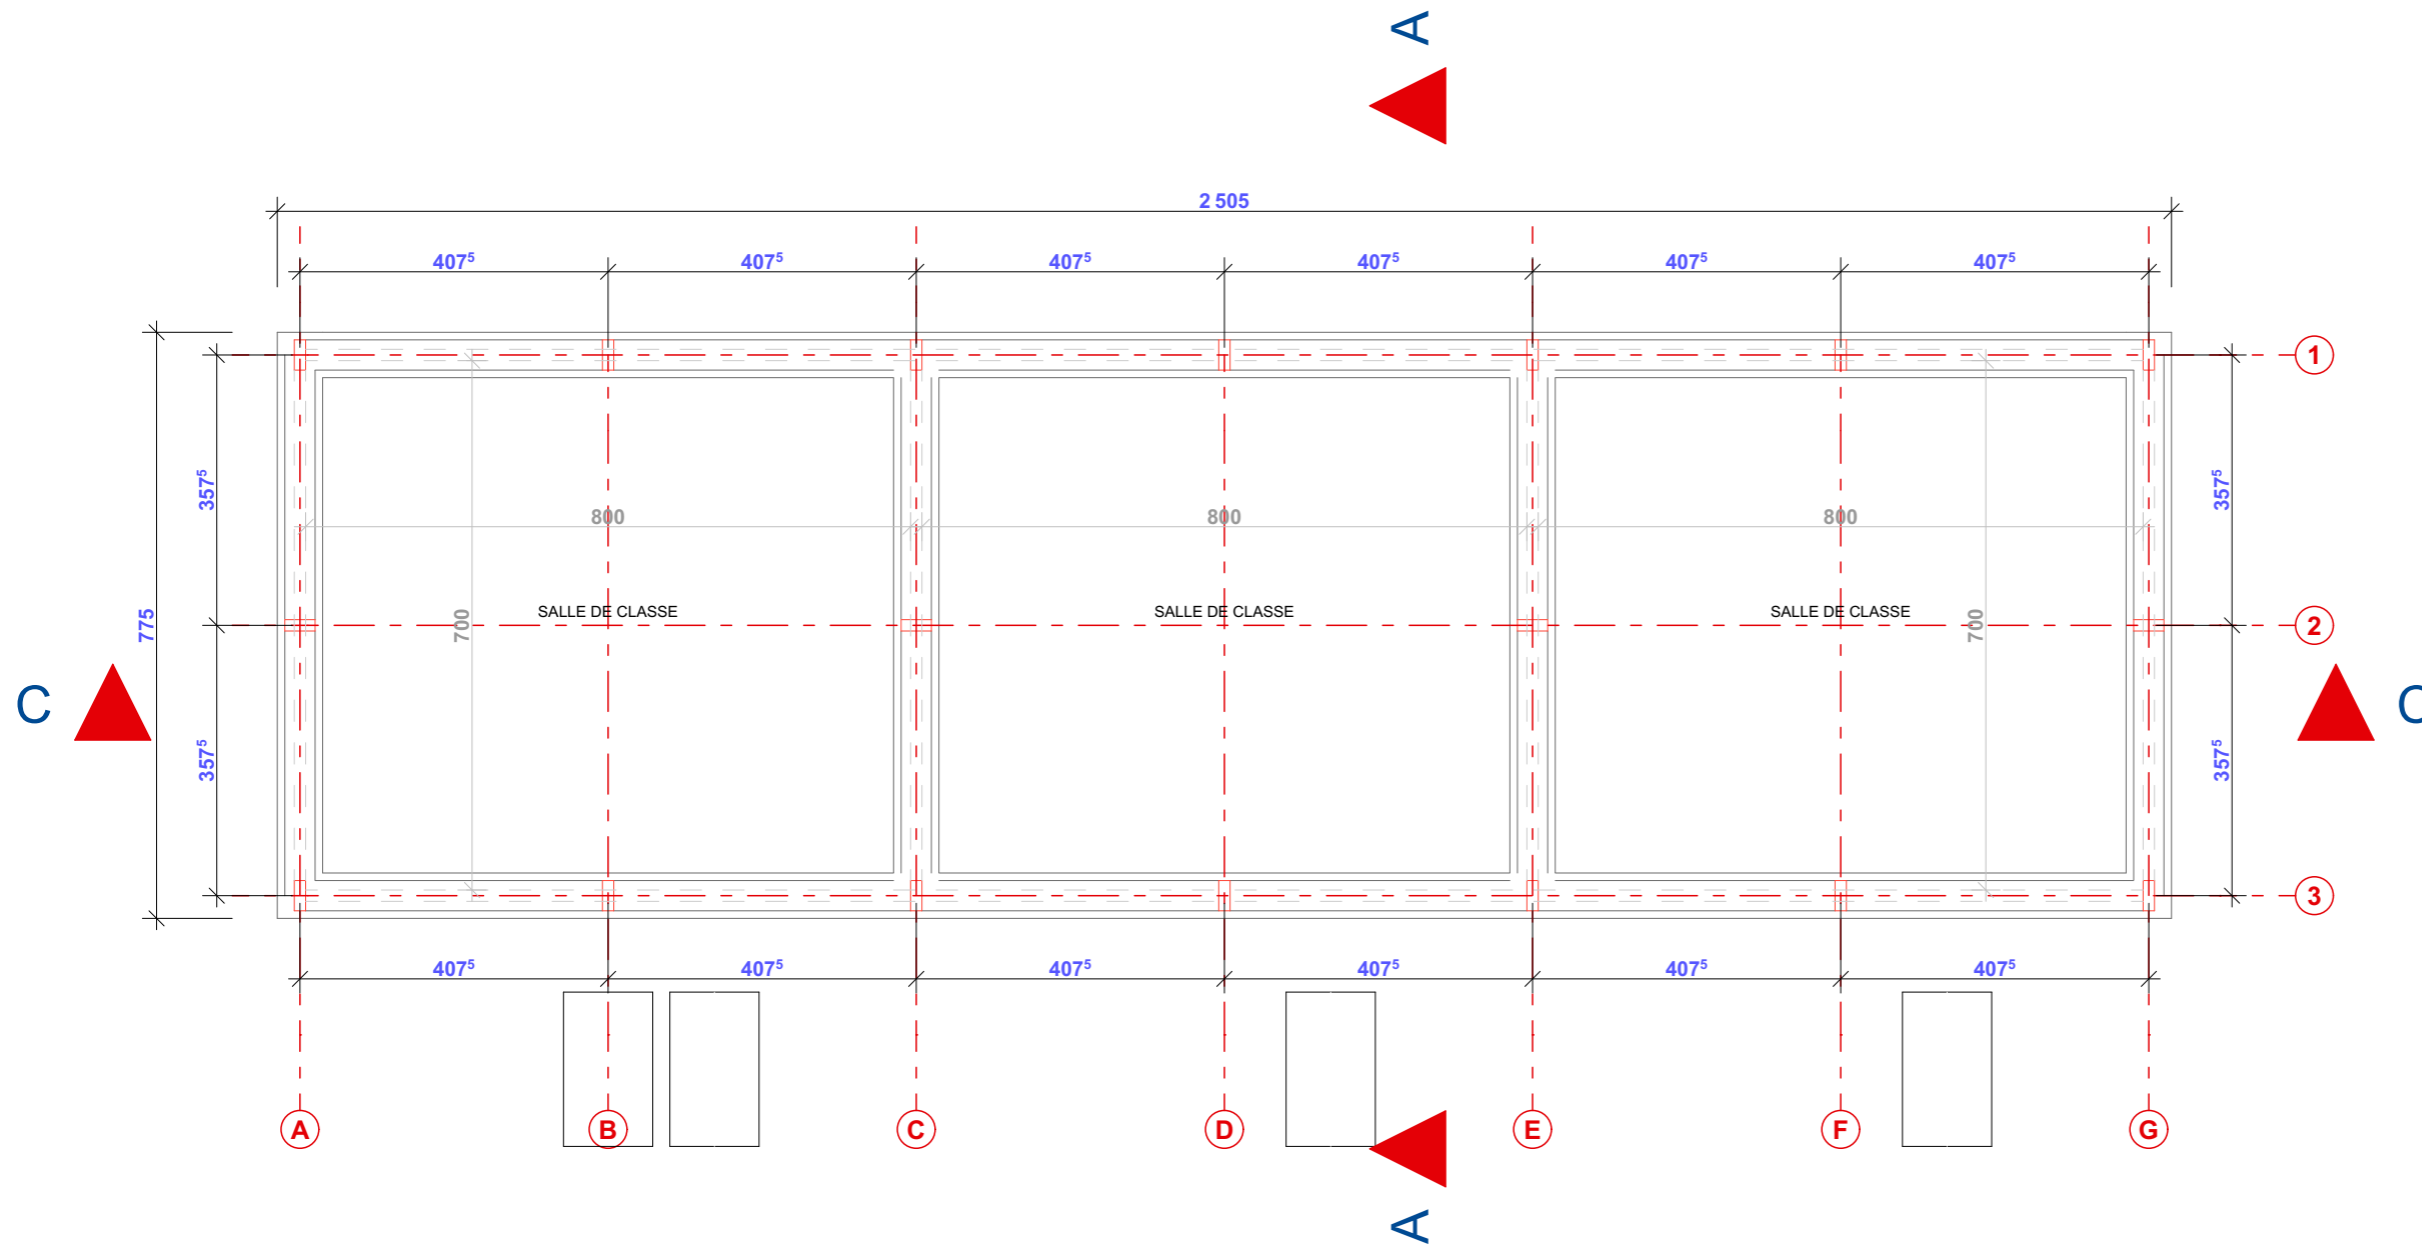 A
2 505
407⁵ 407⁵ 407⁵ 407⁵ 407⁵ 407⁵
1
357⁵ 357⁵
800 800 800
SALLE DE CLASSE SALLE DE CLASSE SALLE DE CLASSE
775 700 700 2
C C
357⁵ 357⁵
3
407⁵ 407⁵ 407⁵ 407⁵ 407⁵ 407⁵
A B C D E F G
A